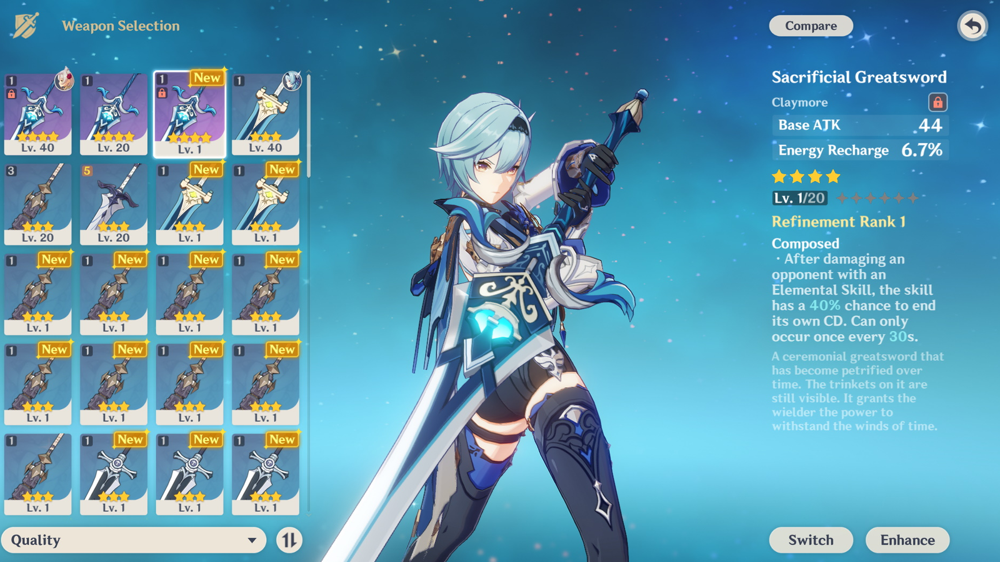 Weapon Selection
Compare
1
1
1
New
1
Lv. 40
Lv. 20
Lv. 1
Lv. 40
3
5
1
New
1
New
Lv. 20
Lv. 20
Lv. 1
Lv. 1
1
New
1
New
1
New
1
New
Lv. 1
Lv. 1
Lv. 1
Lv. 1
1
New
1
New
1
New
1
New
Lv. 1
Lv. 1
Lv. 1
Lv. 1
1
1
New
1
New
1
New
Lv. 1
Lv. 1
Lv. 1
Lv. 1
Quality
Sacrificial Greatsword
Claymore
Base ATK 44
Energy Recharge 6.7%
Lv. 1/20
Refinement Rank 1
Composed
· After damaging an
opponent with an
Elemental Skill, the skill
has a 40% chance to end
its own CD. Can only
occur once every 30s.
A ceremonial greatsword that
has become petrified over
time. The trinkets on it are
still visible. It grants the
wielder the power to
withstand the winds of time.
Switch
Enhance